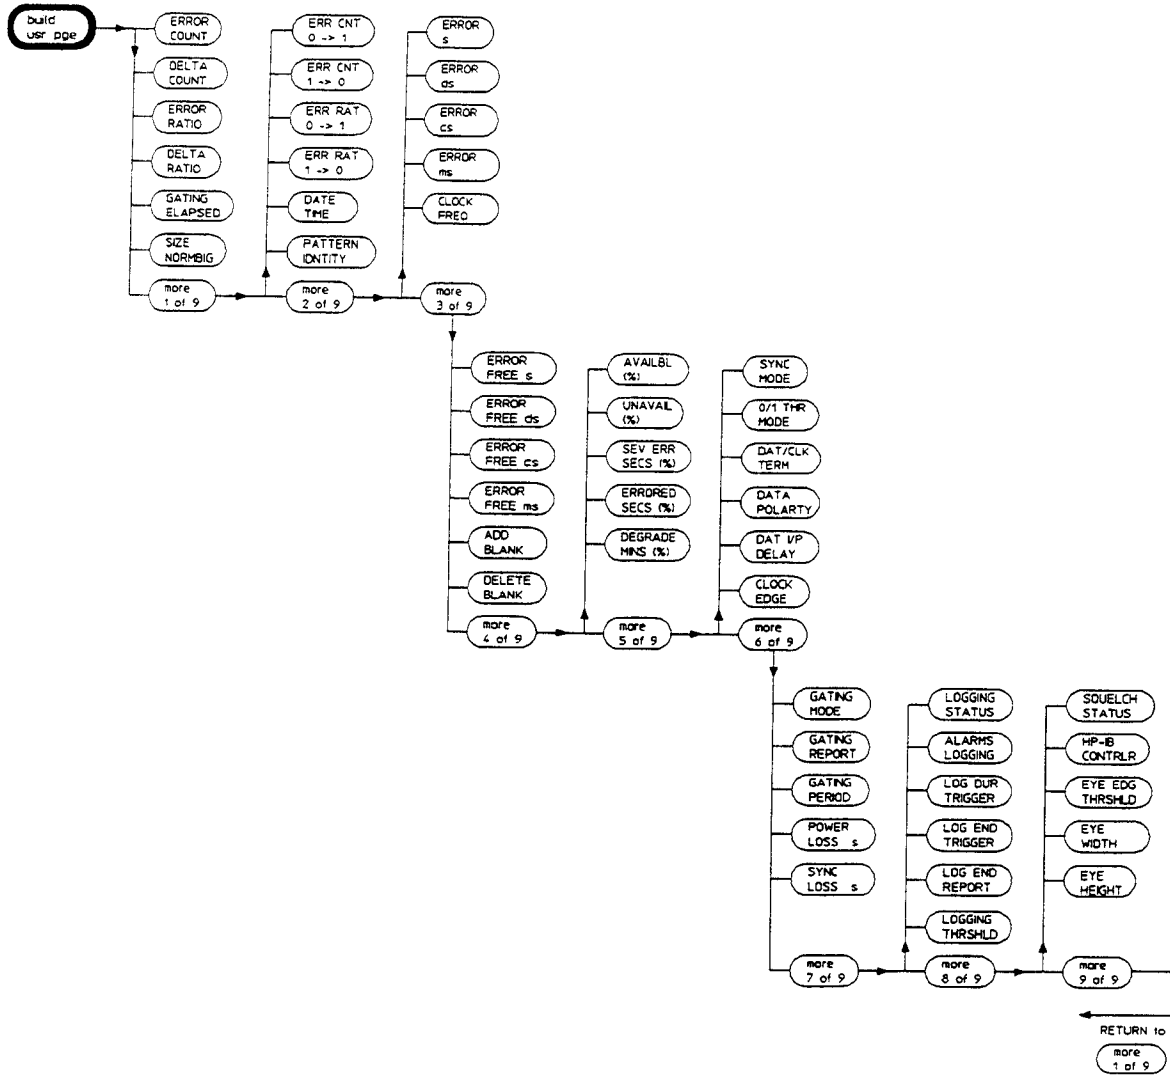 build
usr pge
ERROR
COUNT
DELTA
COUNT
ERROR
RATIO
DELTA
RATIO
GATING
ELAPSED
SIZE
NORMBIG
more
1 of 9
ERR CNT
0 -> 1
ERR CNT
1 -> 0
ERR RAT
0 -> 1
ERR RAT
1 -> 0
DATE
TIME
PATTERN
IDNTITY
more
2 of 9
ERROR
s
ERROR
ds
ERROR
cs
ERROR
ms
CLOCK
FREQ
more
3 of 9
ERROR
FREE s
ERROR
FREE ds
ERROR
FREE cs
ERROR
FREE ms
ADD
BLANK
DELETE
BLANK
more
4 of 9
AVAILBL
(%)
UNAVAIL
(%)
SEV ERR
SECS (%)
ERRORED
SECS (%)
DEGRADE
MINS (%)
more
5 of 9
SYNC
MODE
0/1 THR
MODE
DAT/CLK
TERM
DATA
POLARTY
DAT I/P
DELAY
CLOCK
EDGE
more
6 of 9
GATING
MODE
GATING
REPORT
GATING
PERIOD
POWER
LOSS s
SYNC
LOSS s
more
7 of 9
LOGGING
STATUS
ALARMS
LOGGING
LOG DUR
TRIGGER
LOG END
TRIGGER
LOG END
REPORT
LOGGING
THRSHLD
more
8 of 9
SQUELCH
STATUS
HP-IB
CONTRLR
EYE EDG
THRSHLD
EYE
WIDTH
EYE
HEIGHT
more
9 of 9
RETURN to
more
1 of 9